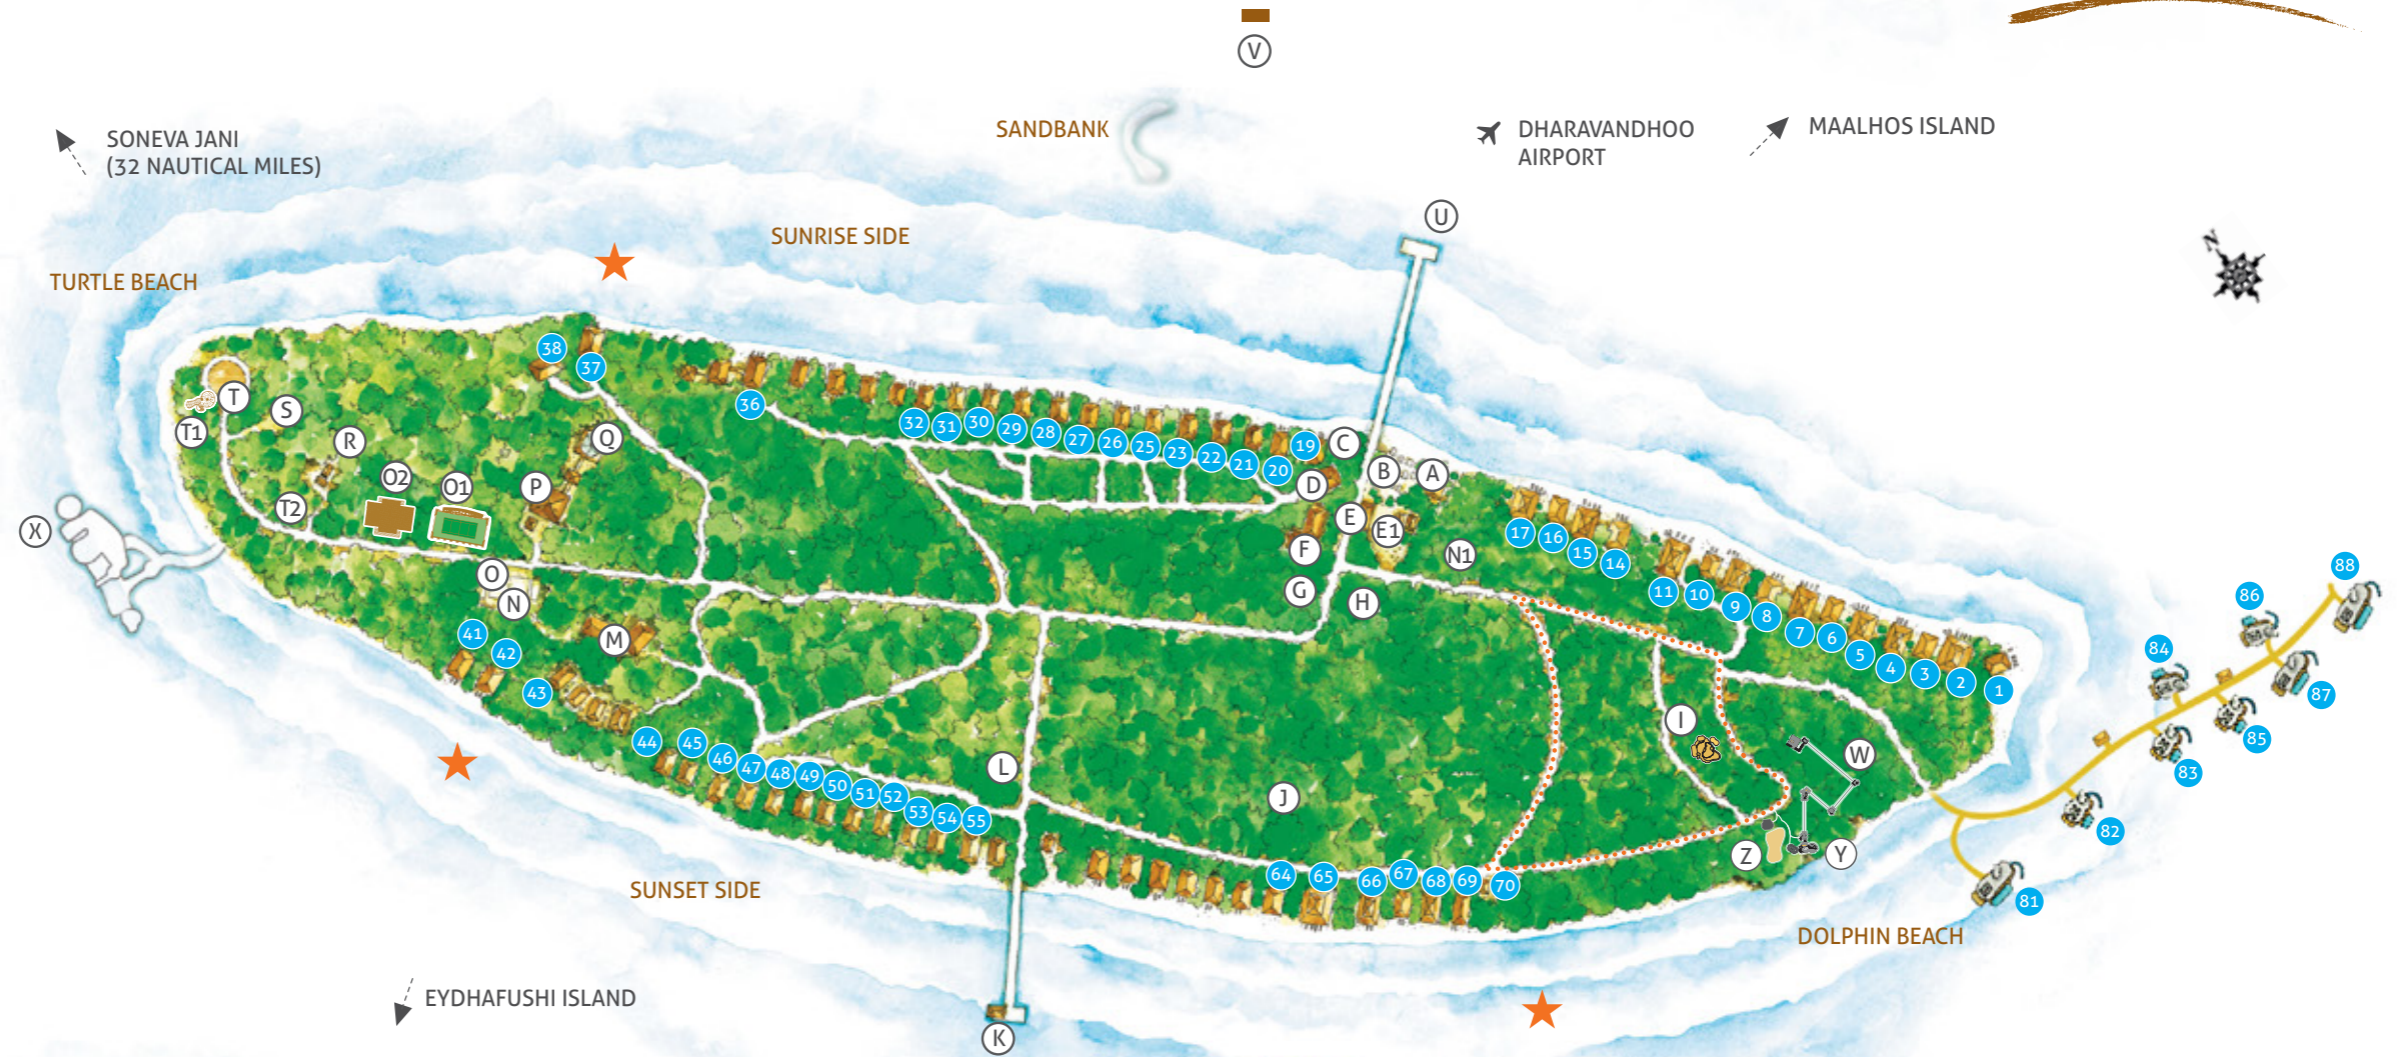 V
SONEVA JANI
(32 NAUTICAL MILES)
SANDBANK
DHARAVANDHOO
AIRPORT
MAALHOS ISLAND
U
SUNRISE SIDE
N
TURTLE BEACH
38
37
36
T
S
T1
R
Q
32
31
30
29
28
27
26
25
23
22
21
20
19
C
B
A
D
O2
O1
P
T2
E
E1
F
N1
17
16
15
14
X
O
N
G
H
11
10
9
8
7
6
5
4
3
2
1
88
86
84
87
85
83
82
81
41
42
M
43
44
45
46
47
48
49
50
51
52
53
54
55
L
J
I
W
Z
Y
64
65
66
67
68
69
70
SUNSET SIDE
DOLPHIN BEACH
EYDHAFUSHI ISLAND
K